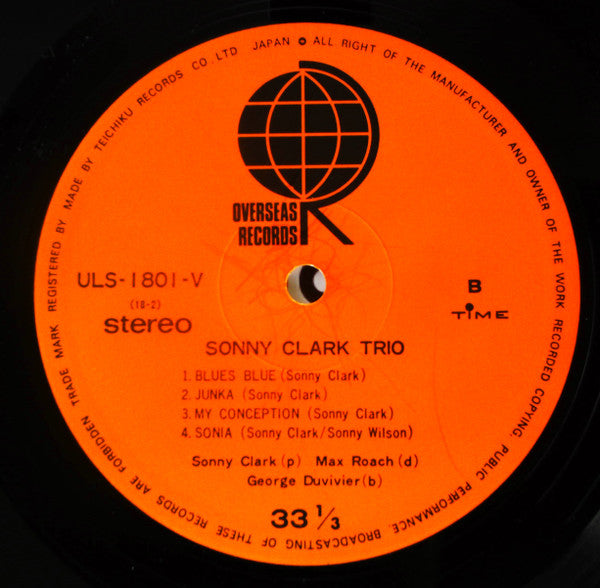 MADE BY TEICHIKU RECORDS CO. LTD JAPAN ✪ ALL RIGHT OF THE MANUFACTURER AND OWNER OF THE WORK RECORDED COPYING, PUBLIC PERFORMANCE, BROADCASTING OF THESE RECORDS ARE FORBIDDEN TRADE MARK REGISTERED BY
OVERSEAS
RECORDS
R
ULS-1801-V
(18-2)
stereo
B
TIME
SONNY CLARK TRIO
1. BLUES BLUE (Sonny Clark)
2. JUNKA (Sonny Clark)
3. MY CONCEPTION (Sonny Clark)
4. SONIA (Sonny Clark/Sonny Wilson)
Sonny Clark (p) Max Roach (d)
George Duvivier (b)
33 1/3